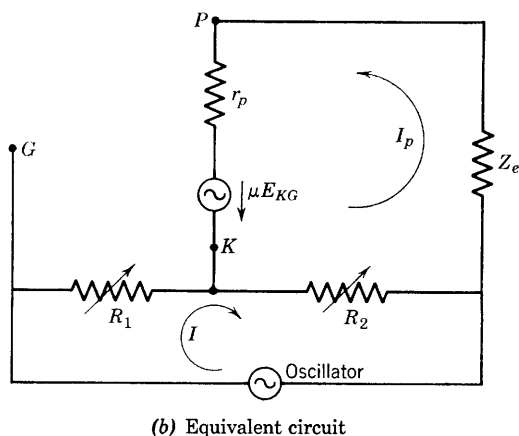 P
r_p
G
I_p
Z_e
μE_KG
K
R_1
R_2
I
Oscillator
(b) Equivalent circuit